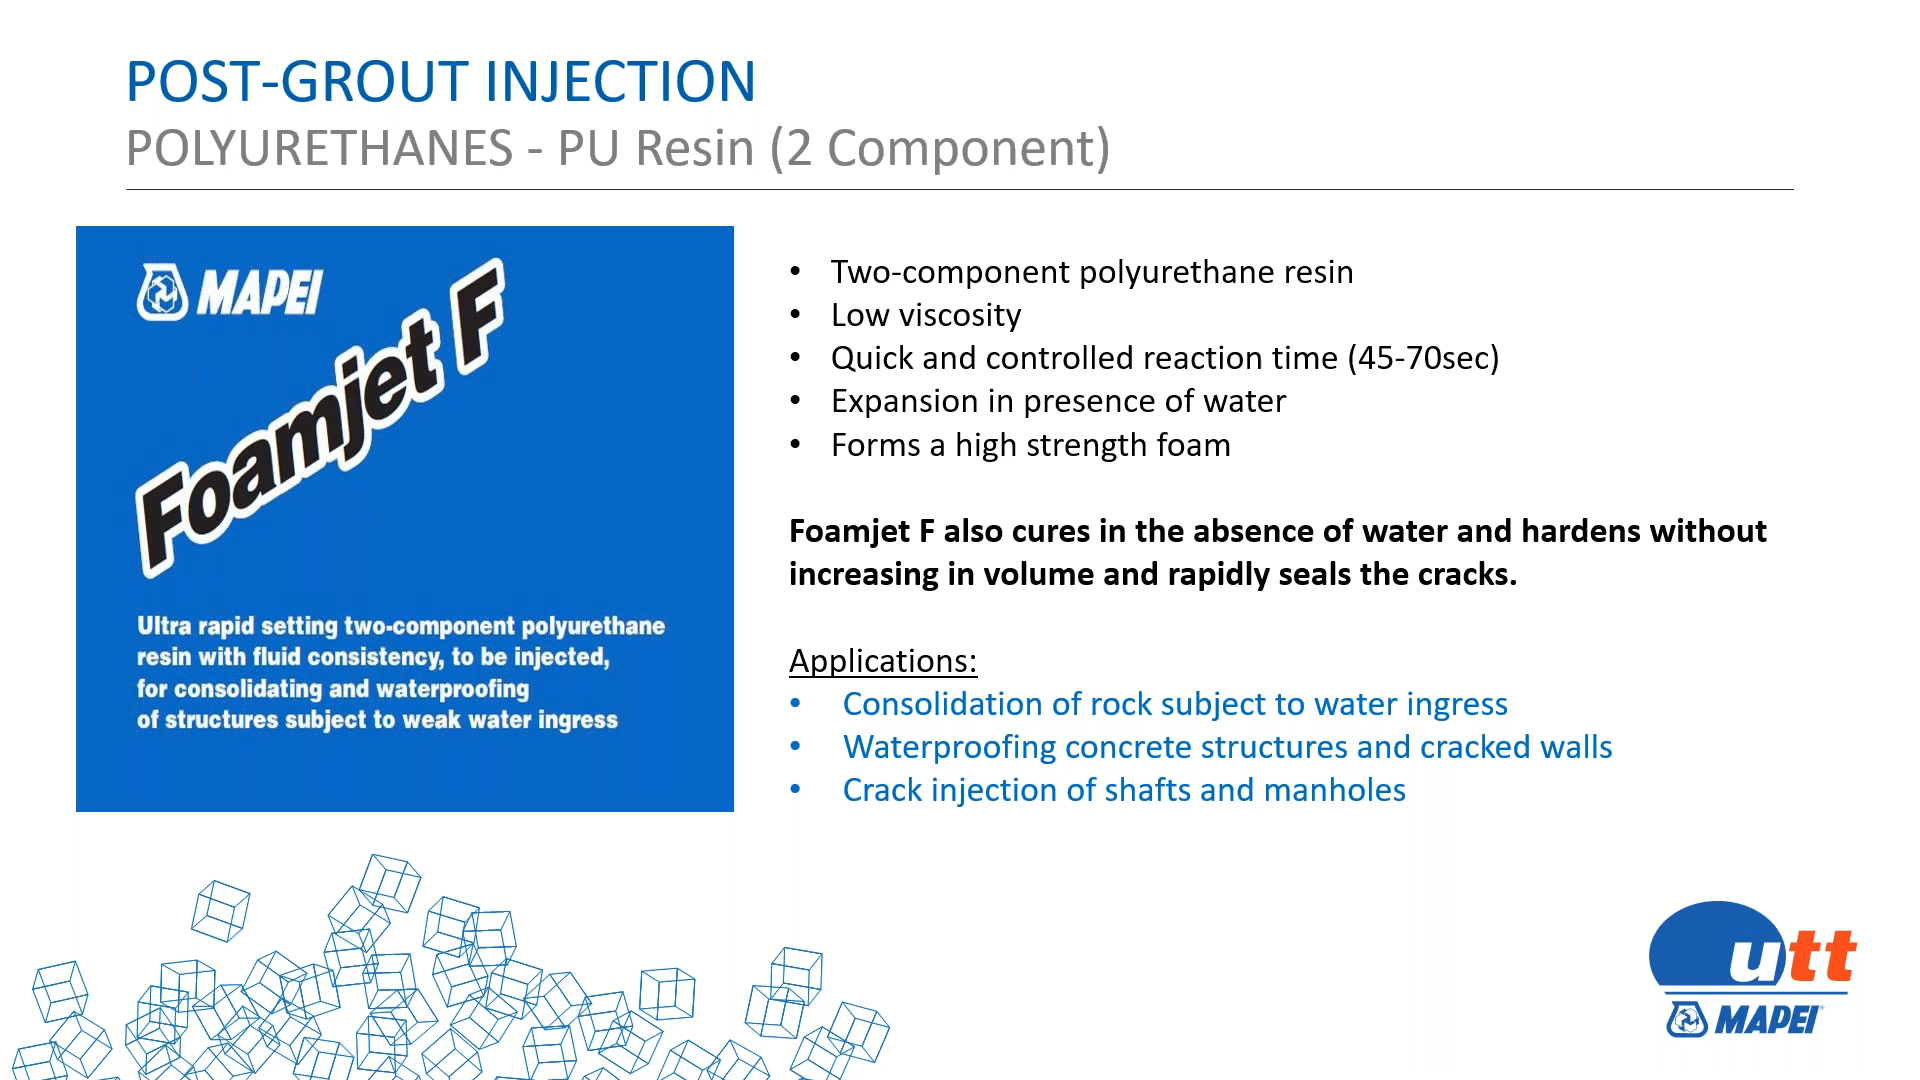 POST-GROUT INJECTION
POLYURETHANES - PU Resin (2 Component)
MAPEI
Foamjet F
Ultra rapid setting two-component polyurethane
resin with fluid consistency, to be injected,
for consolidating and waterproofing
of structures subject to weak water ingress
• Two-component polyurethane resin
• Low viscosity
• Quick and controlled reaction time (45-70sec)
• Expansion in presence of water
• Forms a high strength foam
Foamjet F also cures in the absence of water and hardens without
increasing in volume and rapidly seals the cracks.
Applications:
• Consolidation of rock subject to water ingress
• Waterproofing concrete structures and cracked walls
• Crack injection of shafts and manholes
utt
MAPEI®